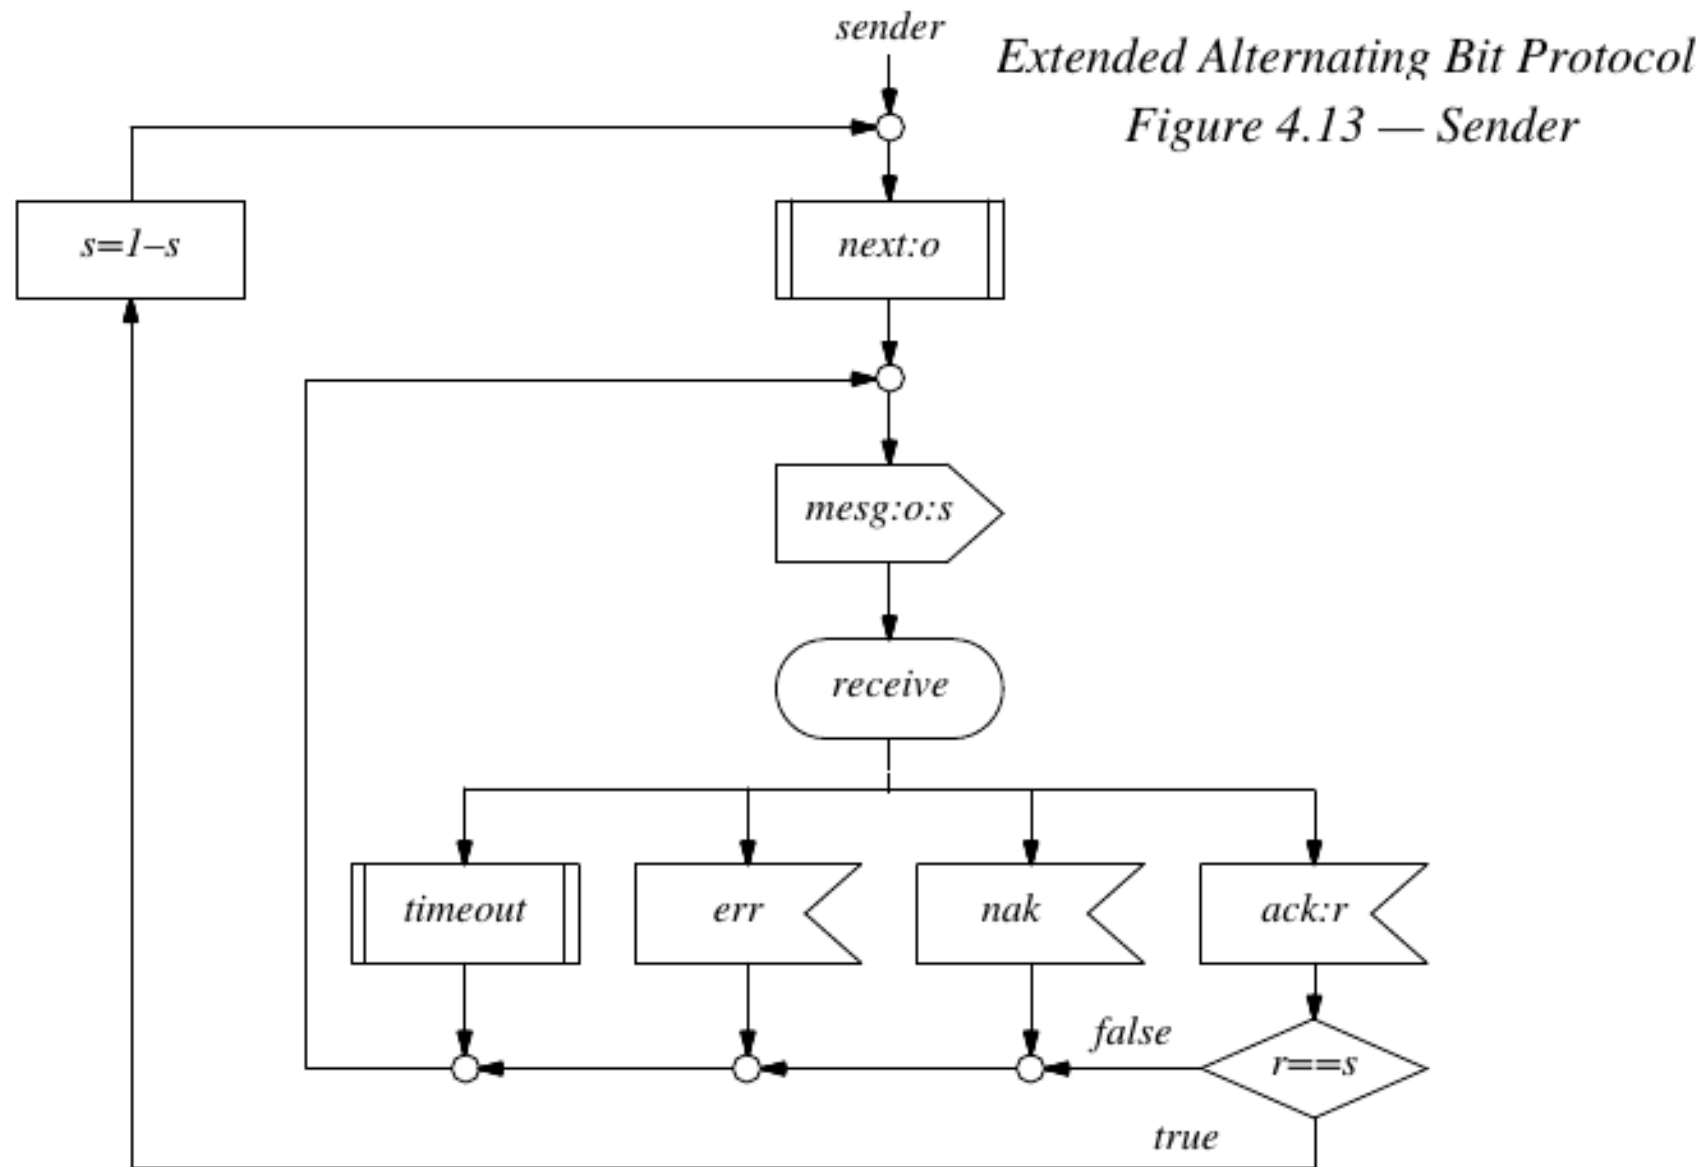 sender
Extended Alternating Bit Protocol
Figure 4.13 — Sender
s=1–s
next:o
mesg:o:s
receive
timeout
err
nak
ack:r
false
r==s
true